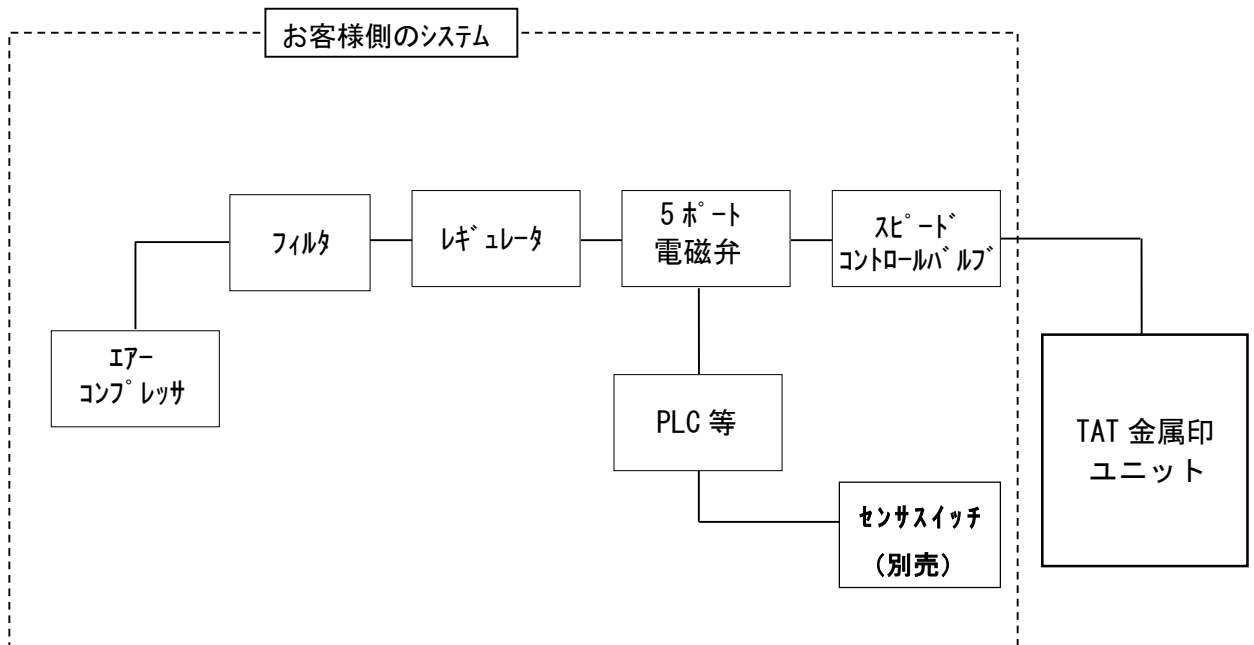 お客様側のｼｽﾃﾑ
ﾌｨﾙﾀ
ﾚｷﾞｭﾚｰﾀ
5ﾎﾟｰﾄ
電磁弁
ｽﾋﾟｰﾄﾞ
ｺﾝﾄﾛｰﾙﾊﾞﾙﾌﾞ
ｴｱｰ
ｺﾝﾌﾟﾚｯｻ
PLC等
TAT金属印
ユニット
ｾﾝｻｽｲｯﾁ
(別売)